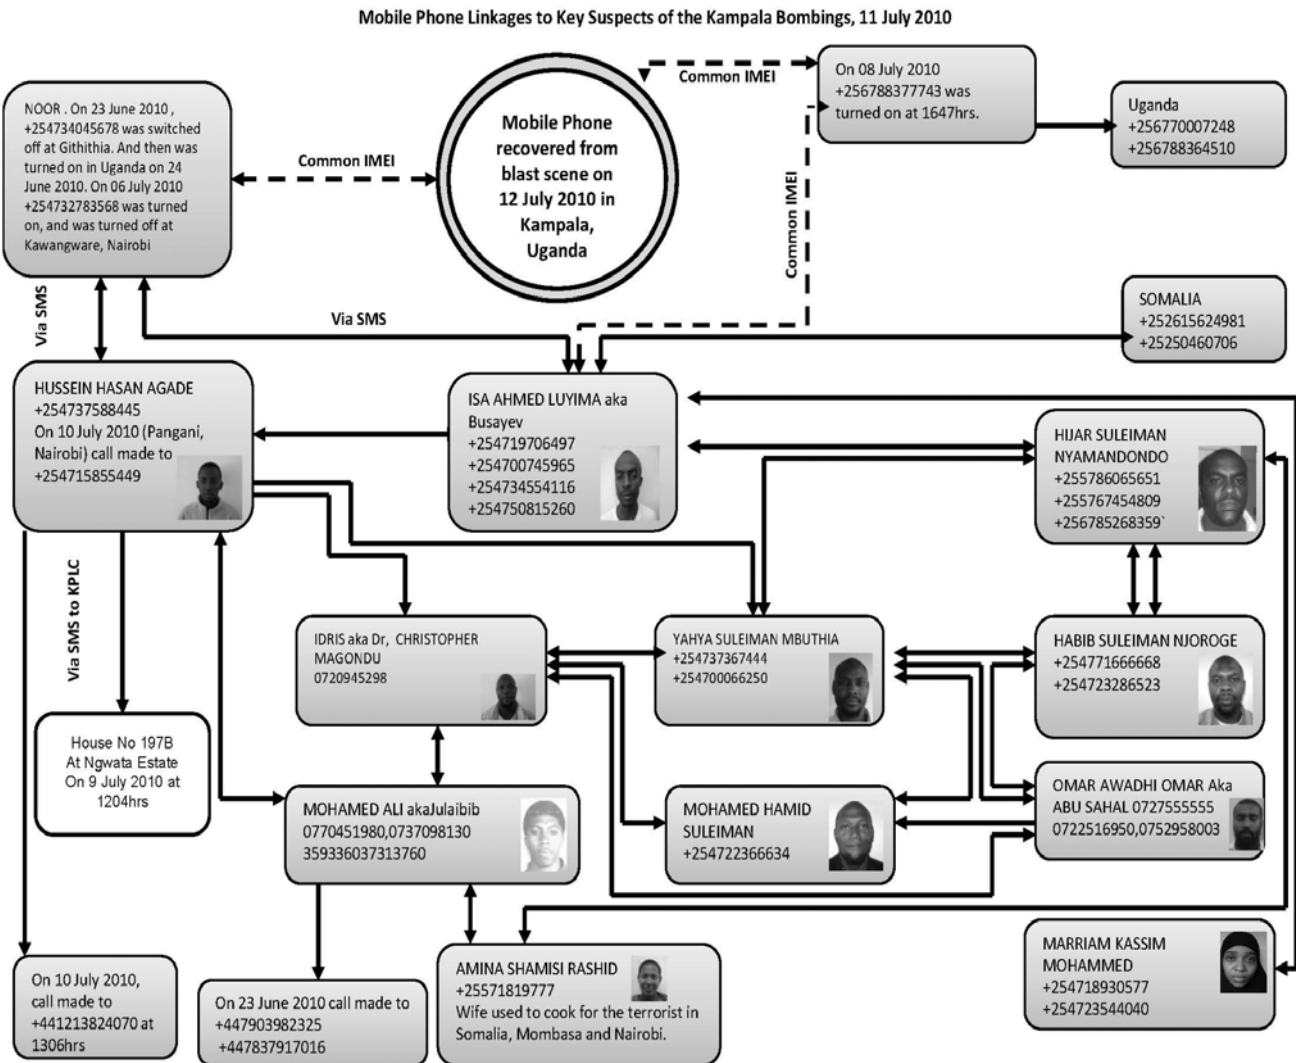 Mobile Phone Linkages to Key Suspects of the Kampala Bombings, 11 July 2010
NOOR . On 23 June 2010 ,
+254734045678 was switched
off at Githithia. And then was
turned on in Uganda on 24
June 2010. On 06 July 2010
+254732783568 was turned
on, and was turned off at
Kawangware, Nairobi
Common IMEI
Mobile Phone
recovered from
blast scene on
12 July 2010 in
Kampala,
Uganda
Common IMEI
On 08 July 2010
+256788377743 was
turned on at 1647hrs.
Uganda
+256770007248
+256788364510
Common IMEI
Via SMS
Via SMS
SOMALIA
+252615624981
+25250460706
HUSSEIN HASAN AGADE
+254737588445
On 10 July 2010 (Pangani,
Nairobi) call made to
+254715855449
ISA AHMED LUYIMA aka
Busayev
+254719706497
+254700745965
+254734554116
+254750815260
HIJAR SULEIMAN
NYAMANDONDO
+255786065651
+255767454809
+256785268359`
Via SMS to KPLC
IDRIS aka Dr, CHRISTOPHER
MAGONDU
0720945298
YAHYA SULEIMAN MBUTHIA
+254737367444
+254700066250
HABIB SULEIMAN NJOROGE
+254771666668
+254723286523
House No 197B
At Ngwata Estate
On 9 July 2010 at
1204hrs
MOHAMED ALI akaJulaibib
0770451980,0737098130
359336037313760
MOHAMED HAMID
SULEIMAN
+254722366634
OMAR AWADHI OMAR Aka
ABU SAHAL 0727555555
0722516950,0752958003
On 10 July 2010,
call made to
+441213824070 at
1306hrs
On 23 June 2010 call made to
+447903982325
+447837917016
AMINA SHAMISI RASHID
+25571819777
Wife used to cook for the terrorist in
Somalia, Mombasa and Nairobi.
MARRIAM KASSIM
MOHAMMED
+254718930577
+254723544040